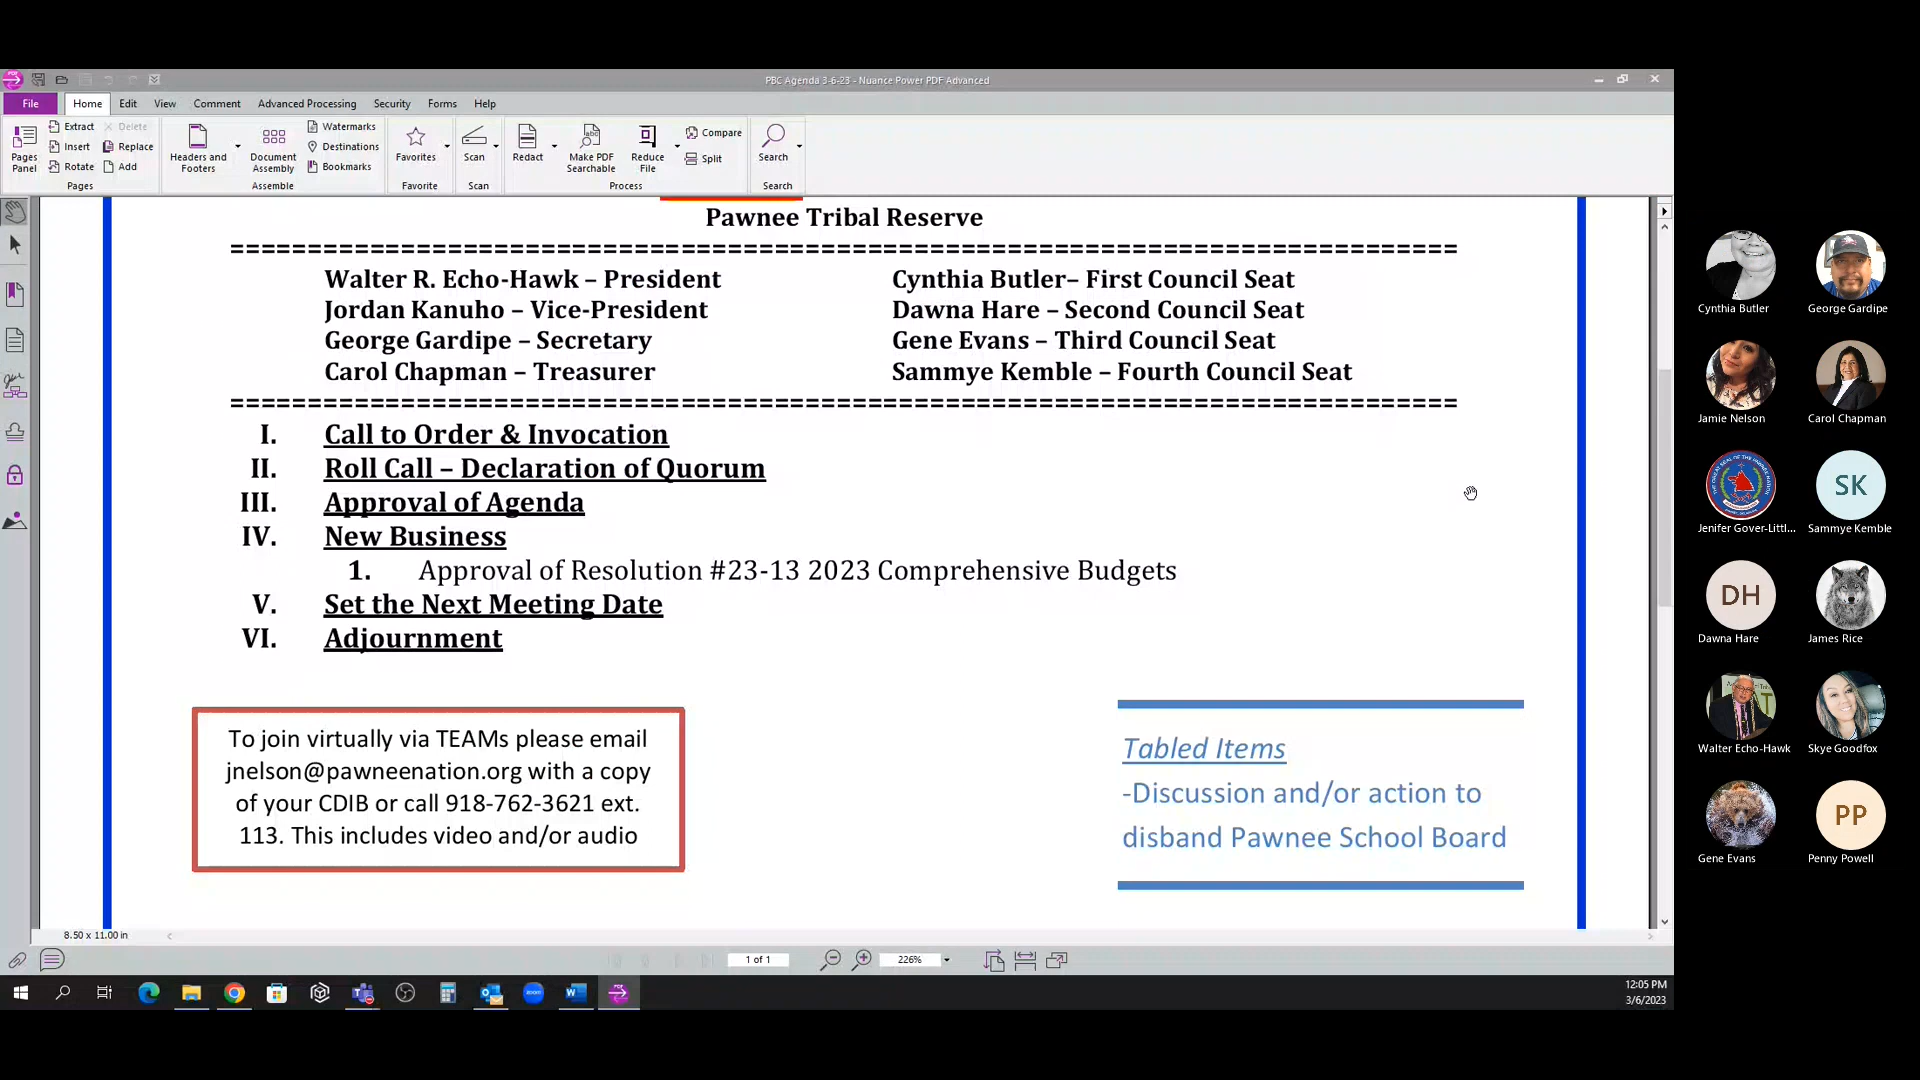 PBC Agenda 3-6-23 - Nuance Power PDF Advanced
File Home Edit View Comment Advanced Processing Security Forms Help
Pages Panel
Extract
Insert
Rotate
Delete
Replace
Add
Pages
Headers and Footers
Document Assembly
Watermarks
Destinations
Bookmarks
Assemble
Favorites
Favorite
Scan
Scan
Redact
Make PDF Searchable
Reduce File
Compare
Split
Process
Search
Search
Pawnee Tribal Reserve
================================================================================
Walter R. Echo-Hawk – President
Cynthia Butler– First Council Seat
Jordan Kanuho – Vice-President
Dawna Hare – Second Council Seat
George Gardipe – Secretary
Gene Evans – Third Council Seat
Carol Chapman – Treasurer
Sammye Kemble – Fourth Council Seat
================================================================================
I. Call to Order & Invocation
II. Roll Call – Declaration of Quorum
III. Approval of Agenda
IV. New Business
1. Approval of Resolution #23-13 2023 Comprehensive Budgets
V. Set the Next Meeting Date
VI. Adjournment
To join virtually via TEAMs please email
jnelson@pawneenation.org with a copy
of your CDIB or call 918-762-3621 ext.
113. This includes video and/or audio
Tabled Items
-Discussion and/or action to
disband Pawnee School Board
8.50 x 11.00 in
1 of 1
226%
12:05 PM
3/6/2023
Cynthia Butler
George Gardipe
Jamie Nelson
Carol Chapman
SK
Jenifer Gover-Littl...
Sammye Kemble
DH
Dawna Hare
James Rice
Walter Echo-Hawk
Skye Goodfox
PP
Gene Evans
Penny Powell